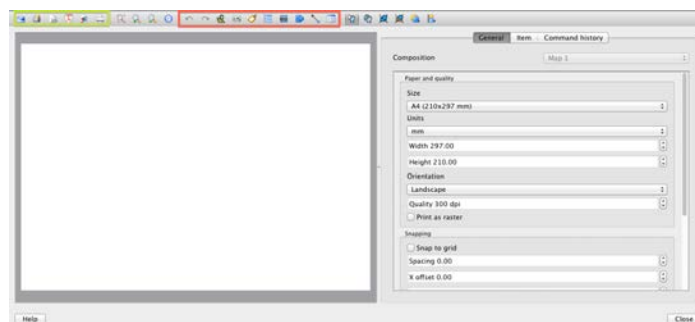 General Item Command history
Composition Map 1
Paper and quality
Size
A4 (210x297 mm)
Units
mm
Width 297.00
Height 210.00
Orientation
Landscape
Quality 300 dpi
Print as raster
Snapping
Snap to grid
Spacing 0.00
X offset 0.00
Help Close